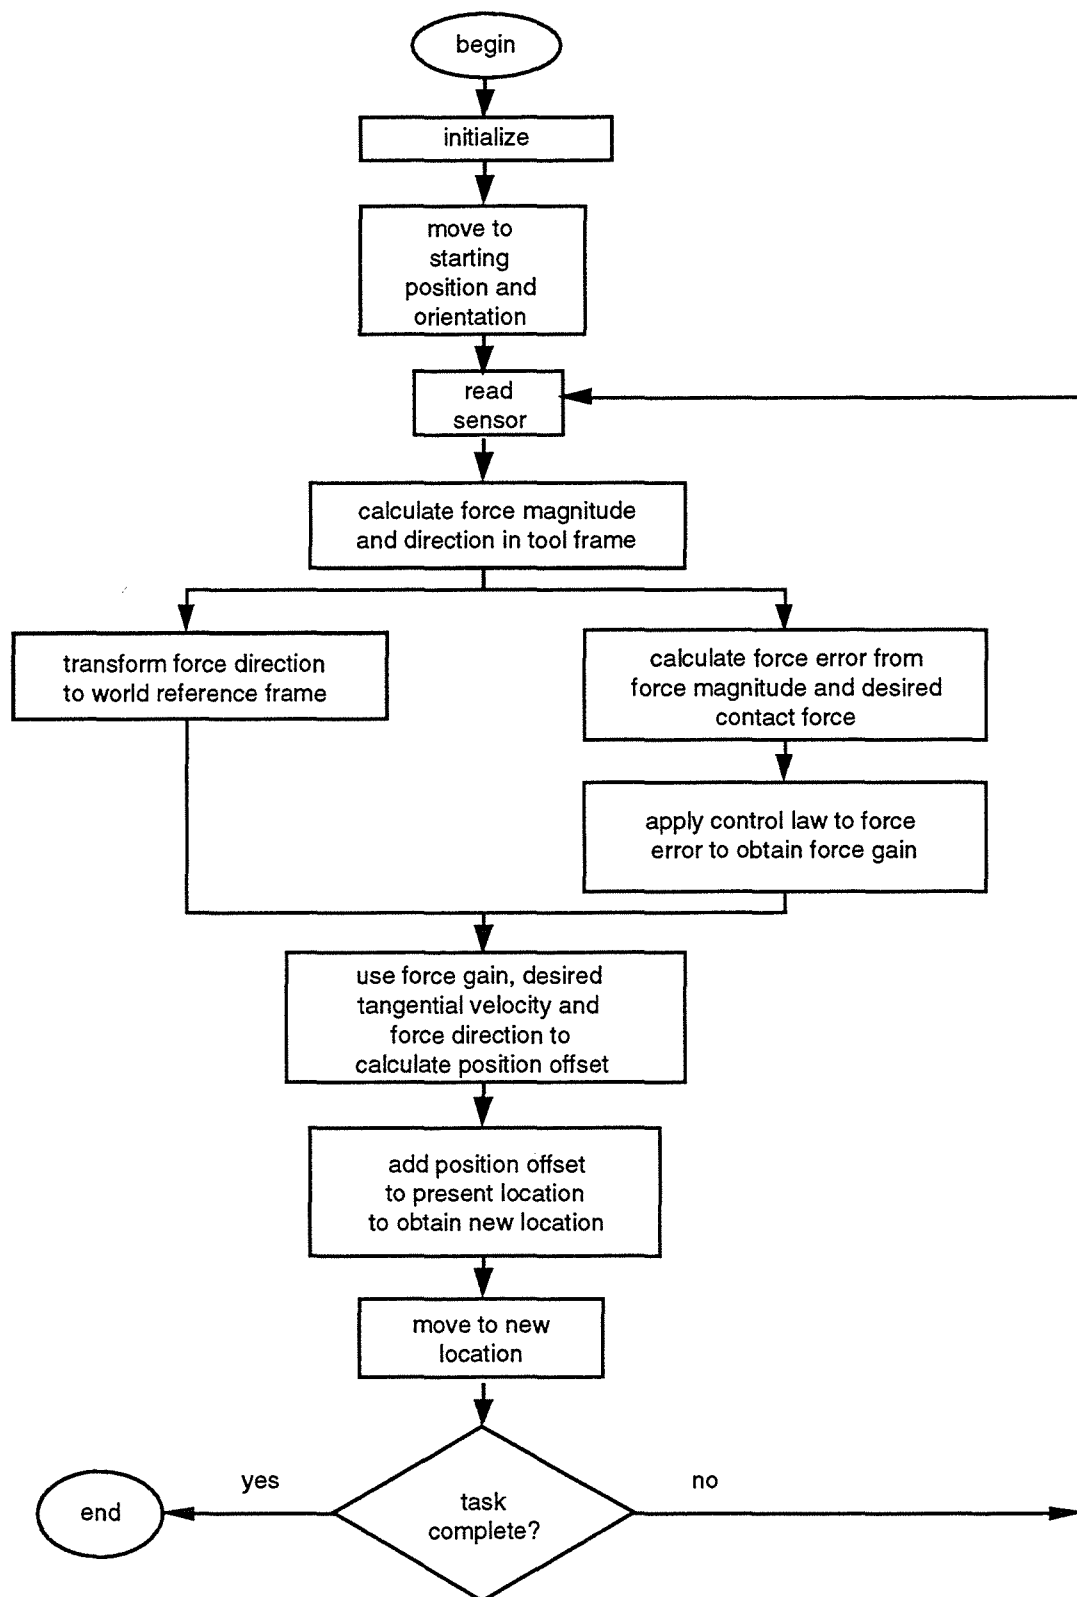 begin
initialize
move to
starting
position and
orientation
read
sensor
calculate force magnitude
and direction in tool frame
transform force direction
to world reference frame
calculate force error from
force magnitude and desired
contact force
apply control law to force
error to obtain force gain
use force gain, desired
tangential velocity and
force direction to
calculate position offset
add position offset
to present location
to obtain new location
move to new
location
yes
no
end
task
complete?